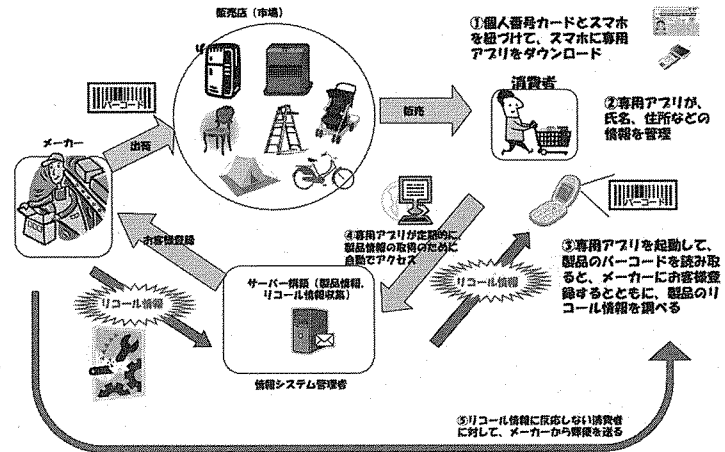 販売店（市場）
①個人番号カードとスマホ
を紐づけて、スマホに専用
アプリをダウンロード
消費者
バーコード
販売
②専用アプリが、
氏名、住所などの
情報を管理
メーカー
出荷
バーコード
④専用アプリが定期的に、
製品情報の取得のために
自動でアクセス
お客様登録
③専用アプリを起動して、
製品のバーコードを読み取
ると、メーカーにお客様登
録するとともに、製品のリ
コール情報を調べる
サーバー構築（製品情報、
リコール情報収集）
リコール情報
リコール情報
情報システム管理者
⑤リコール情報に反応しない消費者
に対して、メーカーから郵便を送る